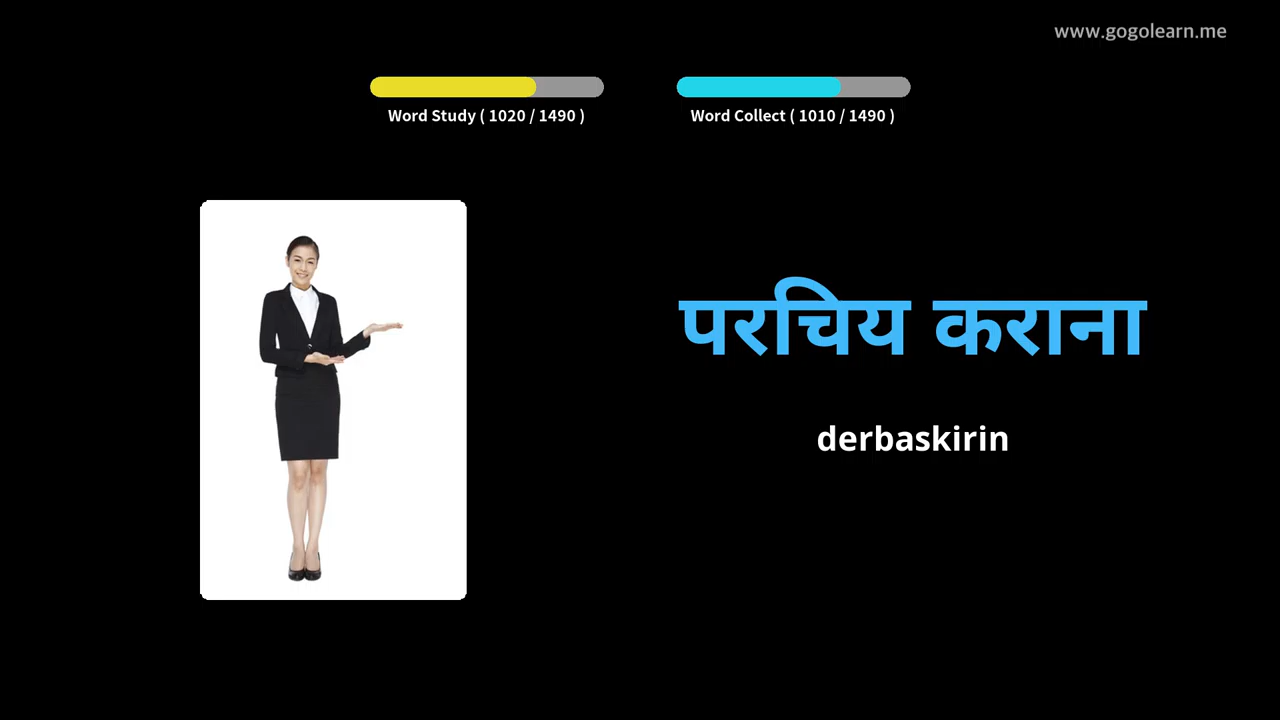 www.gogolearn.me
Word Study ( 1020 / 1490 )
Word Collect ( 1010 / 1490 )
परिचय कराना
derbaskirin